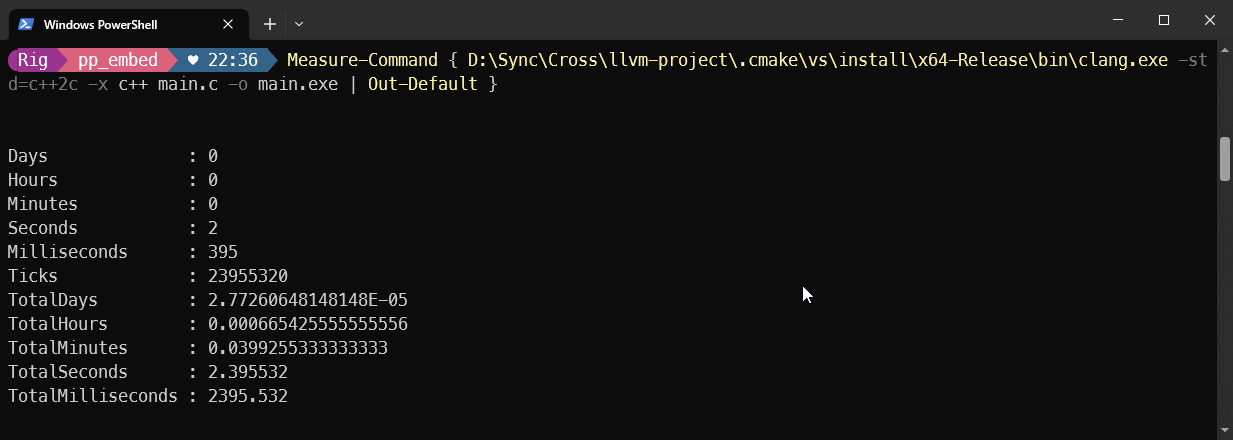 Windows PowerShell
Rig pp_embed ♥ 22:36 Measure-Command { D:\Sync\Cross\llvm-project\.cmake\vs\install\x64-Release\bin\clang.exe -st
d=c++2c -x c++ main.c -o main.exe | Out-Default }
Days : 0
Hours : 0
Minutes : 0
Seconds : 2
Milliseconds : 395
Ticks : 23955320
TotalDays : 2.77260648148148E-05
TotalHours : 0.000665425555555556
TotalMinutes : 0.0399255333333333
TotalSeconds : 2.395532
TotalMilliseconds : 2395.532